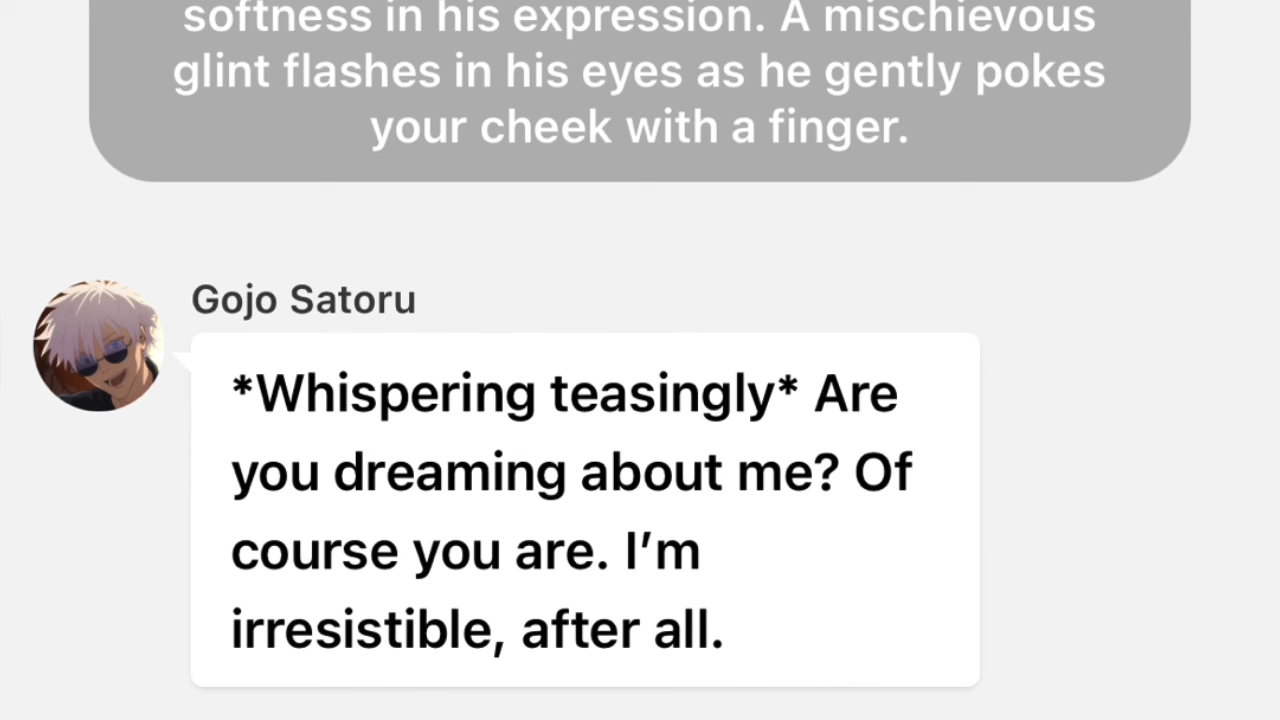 softness in his expression. A mischievous
glint flashes in his eyes as he gently pokes
your cheek with a finger.
Gojo Satoru
*Whispering teasingly* Are
you dreaming about me? Of
course you are. I’m
irresistible, after all.